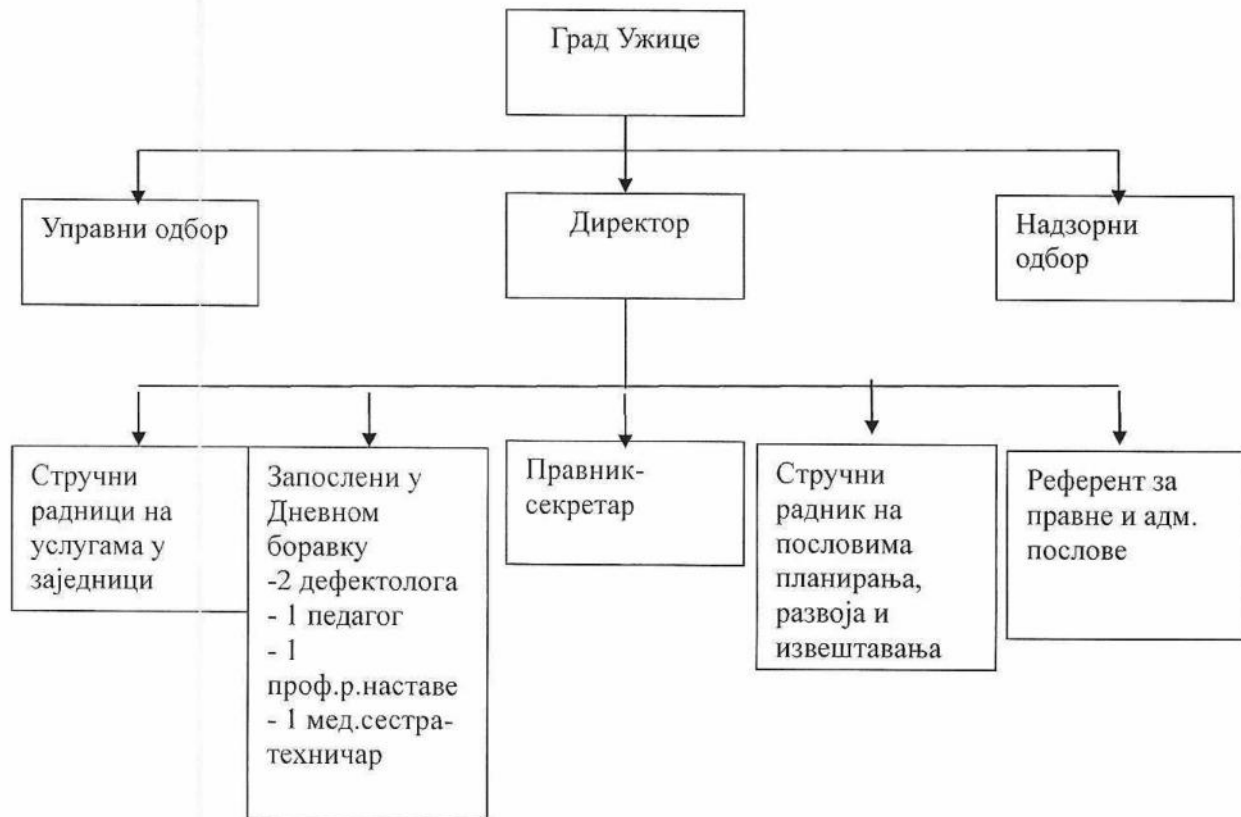 Град Ужице
Управни одбор
Директор
Надзорни
одбор
Стручни
радници на
услугама у
заједници
Запослени у
Дневном
боравку
-2 дефектолога
- 1 педагог
- 1
проф.р.наставе
- 1 мед.сестра-
техничар
Правник-
секретар
Стручни
радник на
пословима
планирања,
развоја и
извештавања
Референт за
правне и адм.
послове